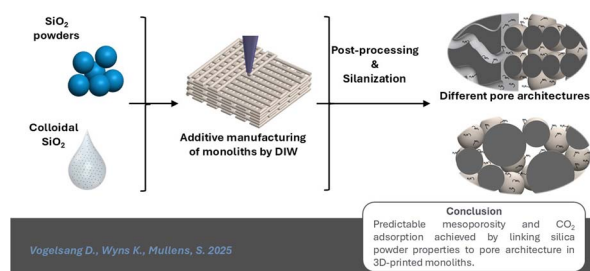 SiO2
powders
Colloidal
SiO2
Additive manufacturing
of monoliths by DIW
Post-processing
&
Silanization
Different pore architectures
Conclusion
Predictable mesoporosity and CO2
adsorption achieved by linking silica
powder properties to pore architecture in
3D-printed monoliths.
Vogelsang D., Wyns K., Mullens, S. 2025